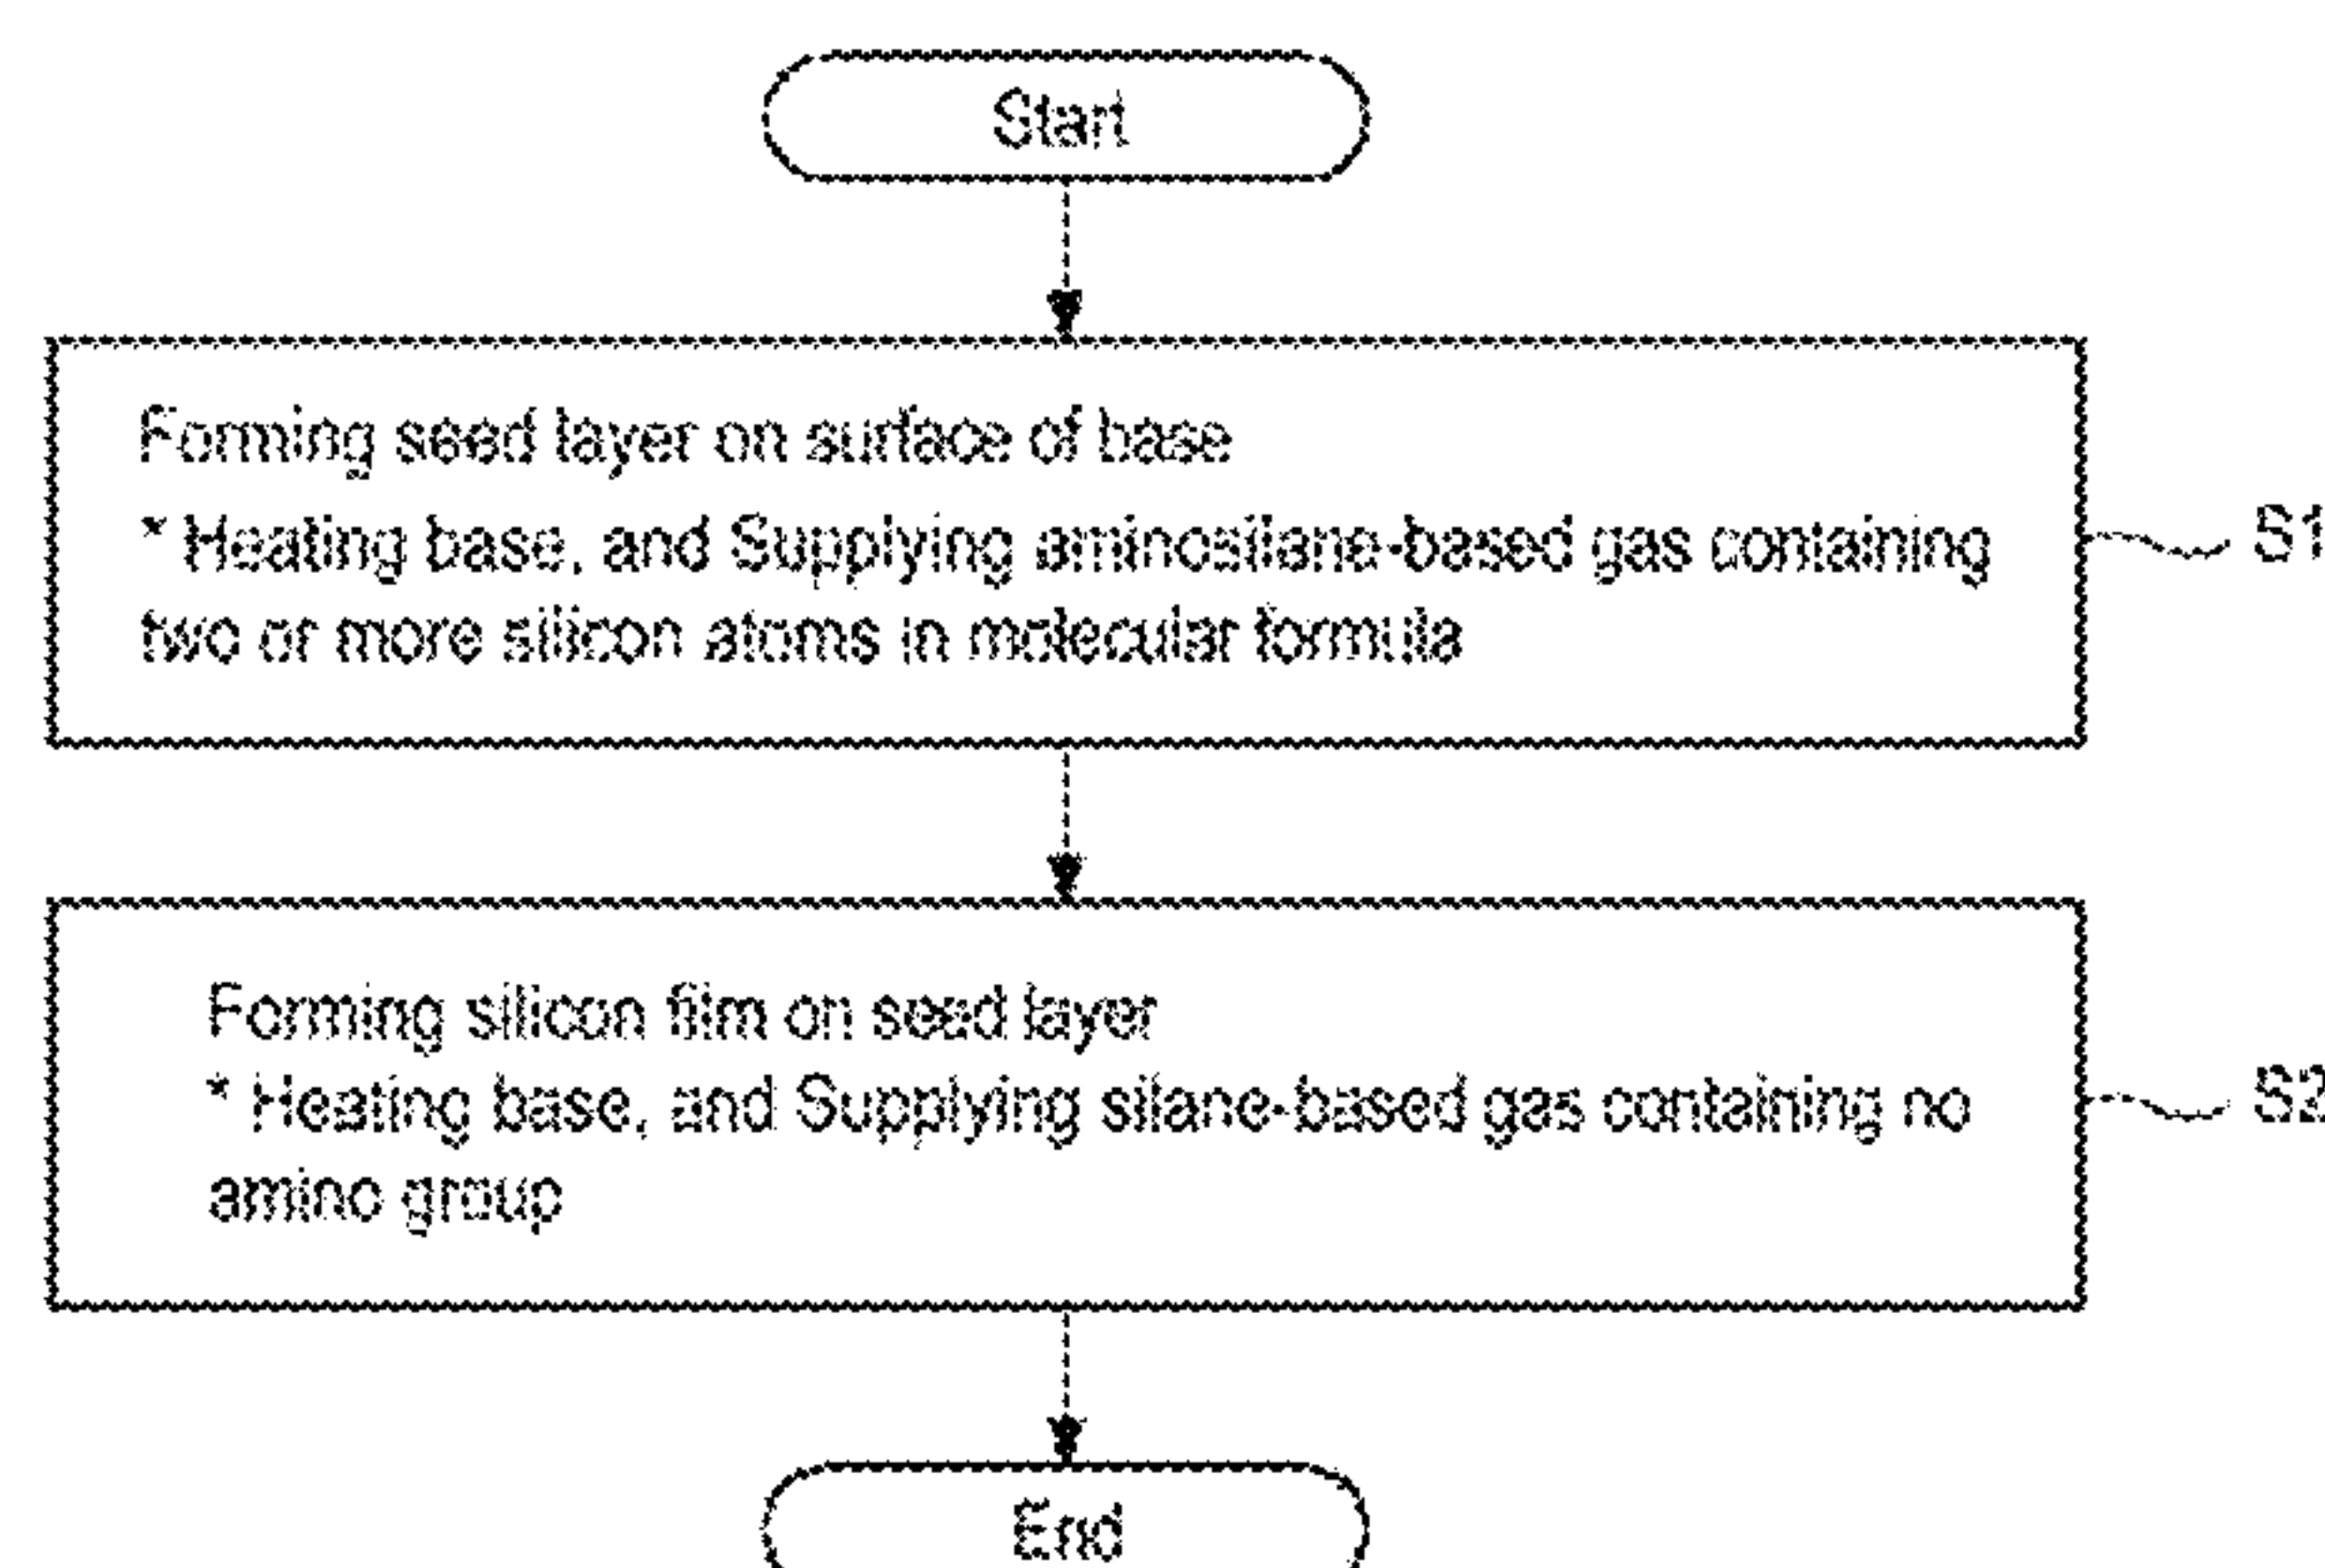 Start
Forming seed layer on surface of base
* Heating base, and Supplying aminosilane-based gas containing
two or more silicon atoms in molecular formula
S1
Forming silicon film on seed layer
* Heating base, and Supplying silane-based gas containing no
amino group
S2
End